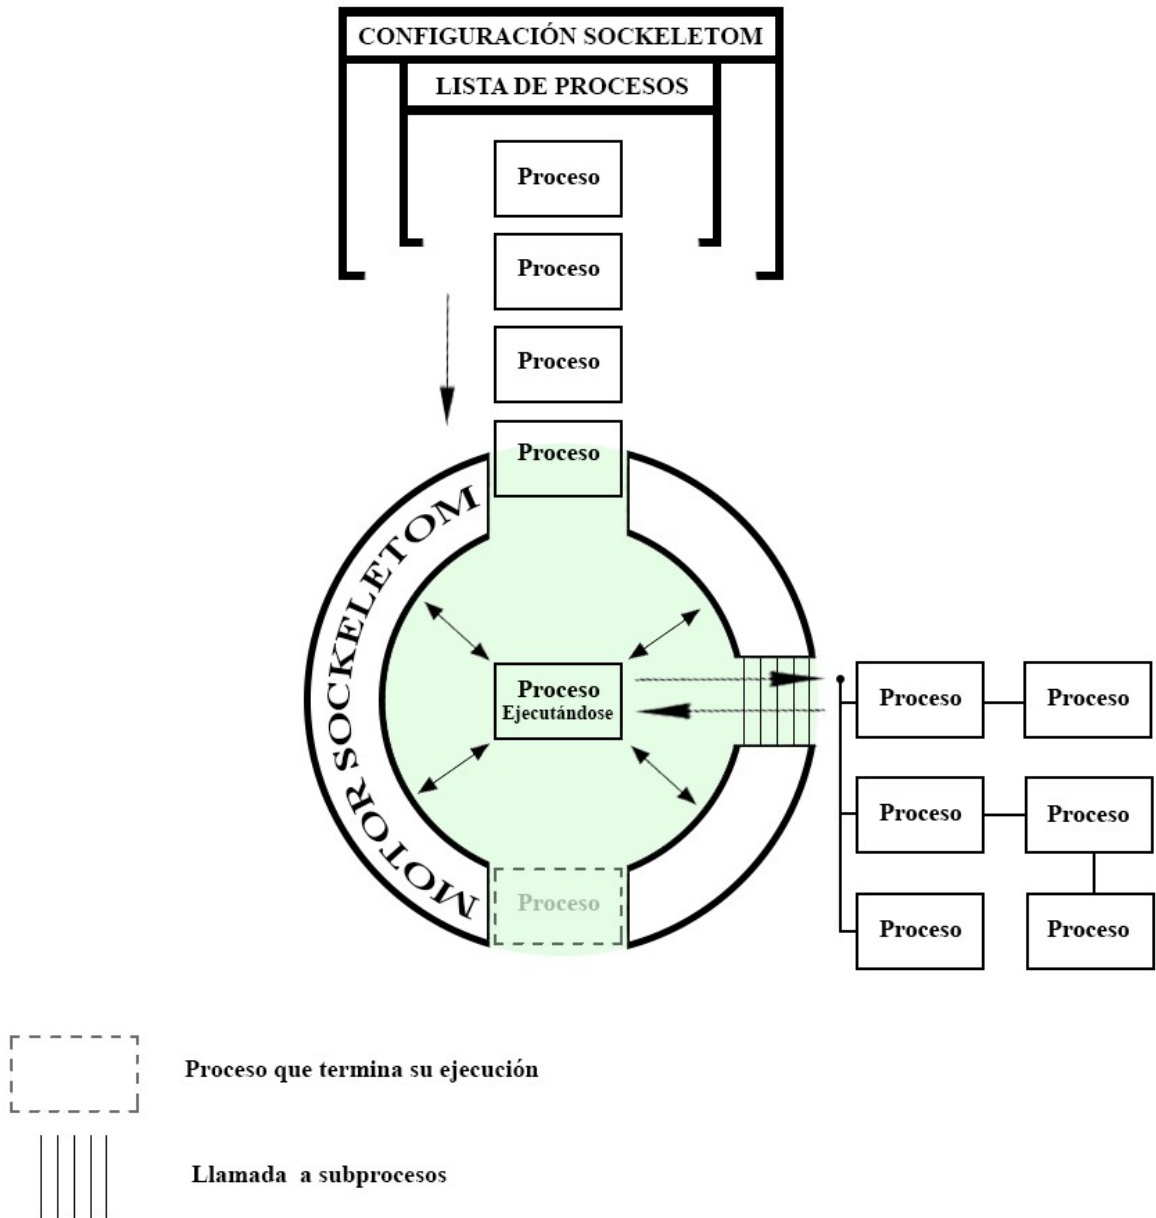 CONFIGURACIÓN SOCKELETOM
LISTA DE PROCESOS
Proceso
Proceso
Proceso
Proceso
MOTOR SOCKELETOM
Proceso
Ejecutándose
Proceso
Proceso
Proceso
Proceso
Proceso
Proceso
Proceso
Proceso que termina su ejecución
Llamada a subprocesos